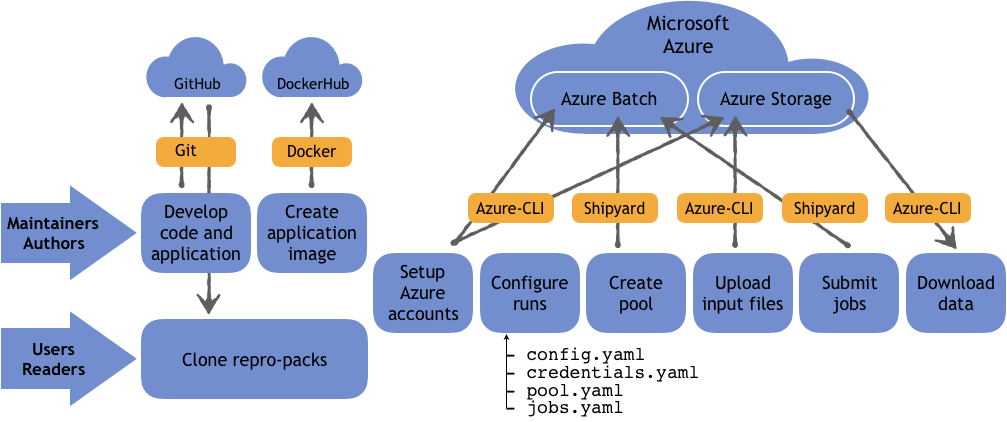 GitHub
DockerHub
Microsoft
Azure
Azure Batch
Azure Storage
Git
Docker
Maintainers
Authors
Develop
code and
application
Create
application
image
Azure-CLI
Shipyard
Azure-CLI
Shipyard
Azure-CLI
Setup
Azure
accounts
Configure
runs
Create
pool
Upload
input files
Submit
jobs
Download
data
Users
Readers
Clone repro-packs
config.yaml
credentials.yaml
pool.yaml
jobs.yaml